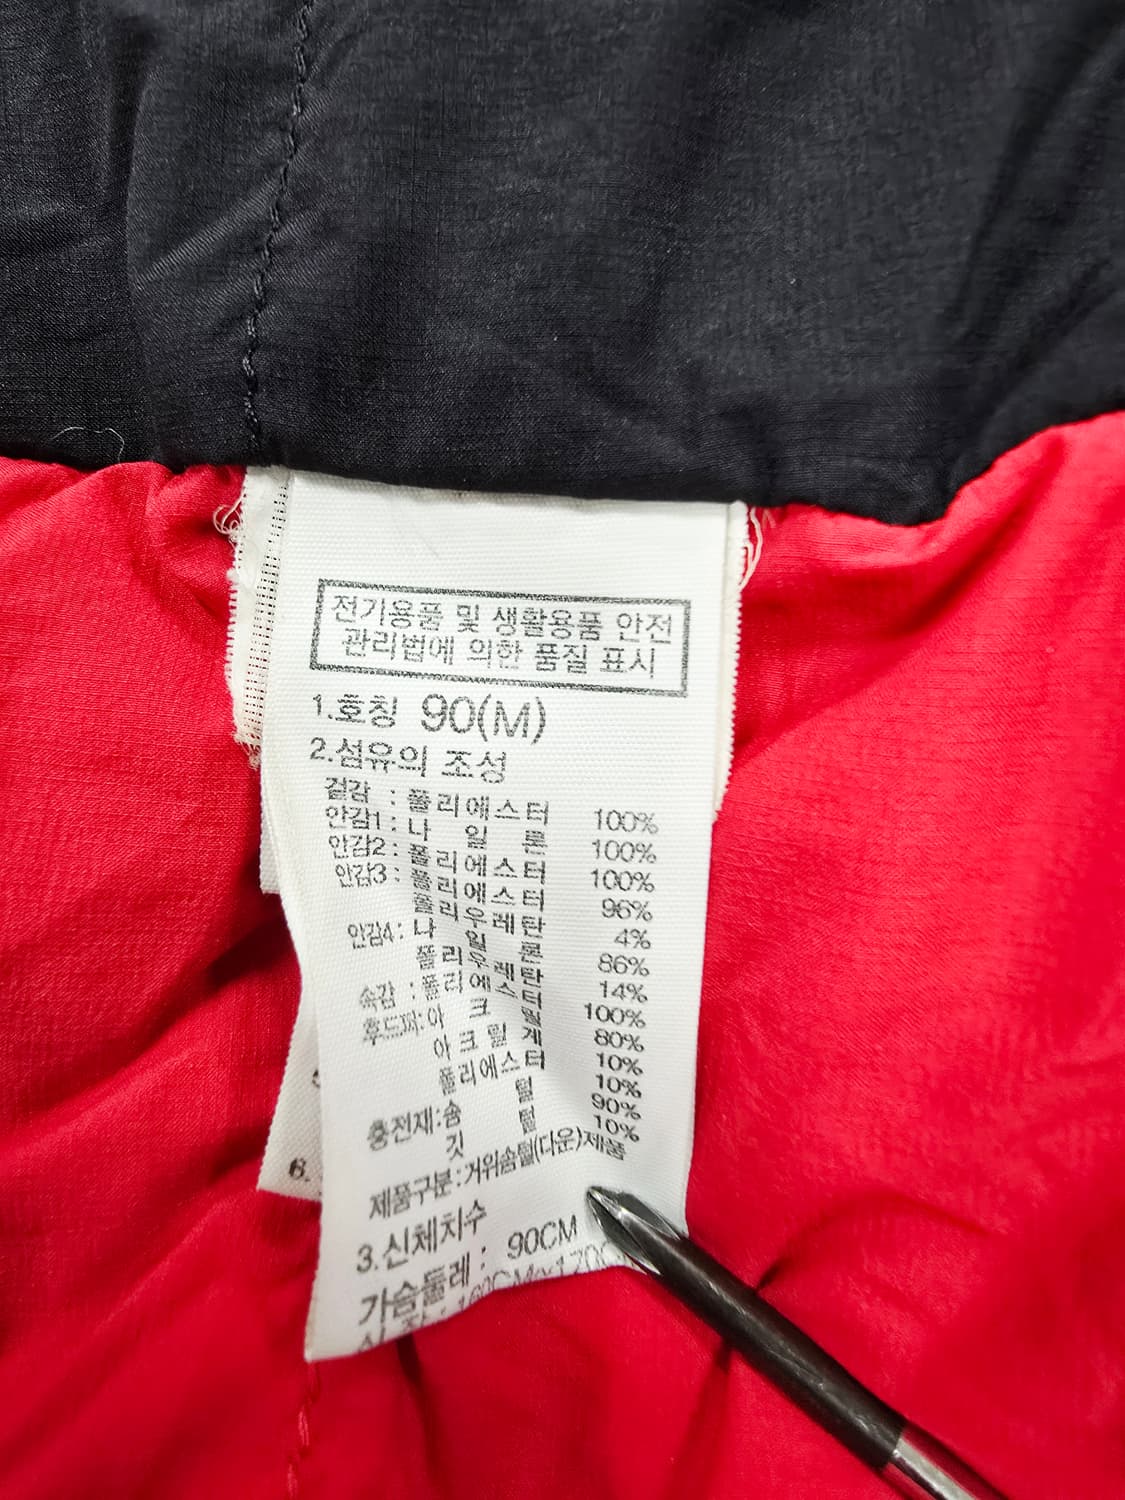 전기용품 및 생활용품 안전
관리법에 의한 품질 표시
1.호칭 90(M)
2.섬유의 조성
겉감 : 폴리에스터 100%
안감1 : 나 일 론 100%
안감2 : 폴리에스터 100%
안감3 : 폴리에스터 96%
폴리우레탄 4%
안감4 : 나 일 론 86%
폴리우레탄 14%
속감 : 폴리에스터 100%
후드퍼 : 아 크 릴 80%
아크릴계 10%
폴리에스터 10%
충전재 : 솜 털 90%
깃 털 10%
제품구분 : 거위솜털(다운)제품
3.신체치수
가슴둘레 : 90CM
신 장 : 160CM~170C
6.